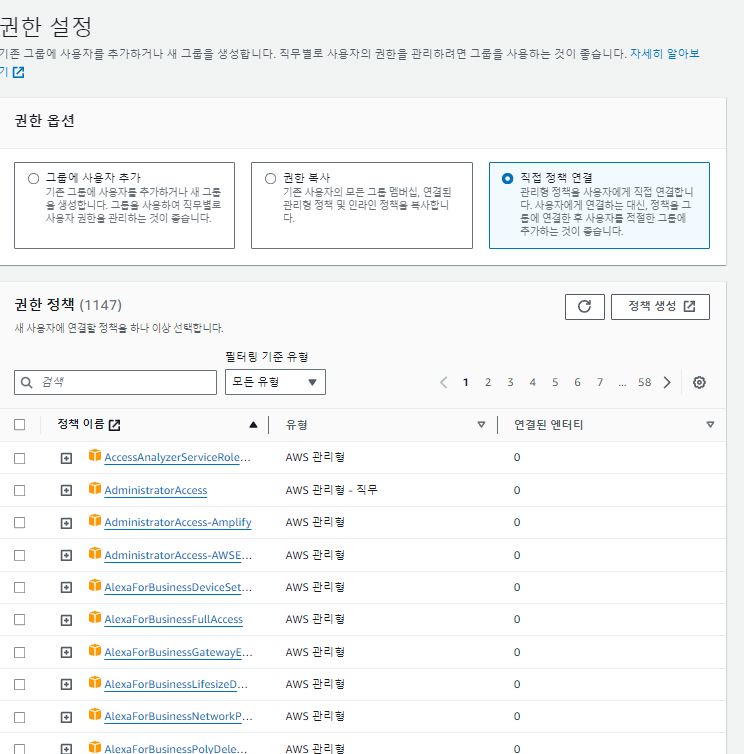 권한 설정
기존 그룹에 사용자를 추가하거나 새 그룹을 생성합니다. 직무별로 사용자의 권한을 관리하려면 그룹을 사용하는 것이 좋습니다. 자세히 알아보
기
권한 옵션
그룹에 사용자 추가
기존 그룹에 사용자를 추가하거나 새 그룹
을 생성합니다. 그룹을 사용하여 직무별로
사용자 권한을 관리하는 것이 좋습니다.
권한 복사
기존 사용자의 모든 그룹 멤버십, 연결된
관리형 정책 및 인라인 정책을 복사합니
다.
직접 정책 연결
관리형 정책을 사용자에게 직접 연결합니
다. 사용자에게 연결하는 대신, 정책을 그
룹에 연결한 후 사용자를 적절한 그룹에
추가하는 것이 좋습니다.
권한 정책 (1147)
정책 생성
새 사용자에 연결할 정책을 하나 이상 선택합니다.
필터링 기준 유형
검색
모든 유형
1 2 3 4 5 6 7 ... 58
정책 이름 유형 연결된 엔터티
AccessAnalyzerServiceRole... AWS 관리형 0
AdministratorAccess AWS 관리형 - 직무 0
AdministratorAccess-Amplify AWS 관리형 0
AdministratorAccess-AWSE... AWS 관리형 0
AlexaForBusinessDeviceSet... AWS 관리형 0
AlexaForBusinessFullAccess AWS 관리형 0
AlexaForBusinessGatewayE... AWS 관리형 0
AlexaForBusinessLifesizeD... AWS 관리형 0
AlexaForBusinessNetworkP... AWS 관리형 0
AlexaForBusinessPolyDele... AWS 관리형 0